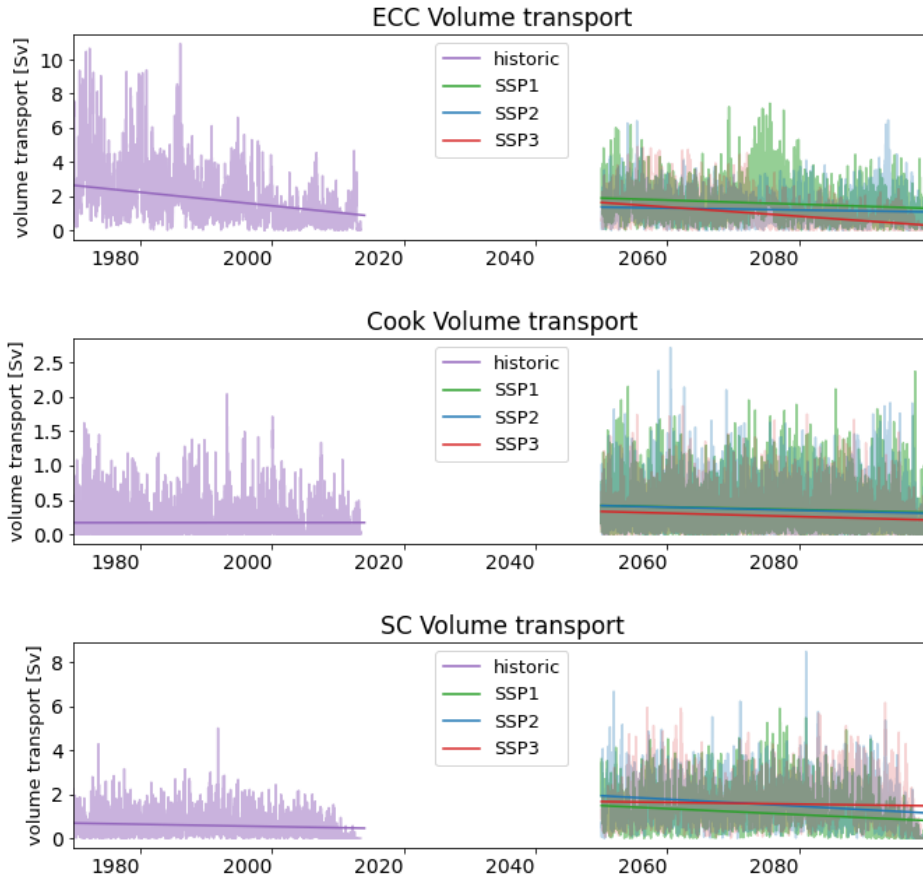 ECC Volume transport
volume transport [Sv]
10
8
6
4
2
0
historic
SSP1
SSP2
SSP3
1980
2000
2020
2040
2060
2080
Cook Volume transport
volume transport [Sv]
2.5
2.0
1.5
1.0
0.5
0.0
historic
SSP1
SSP2
SSP3
1980
2000
2020
2040
2060
2080
SC Volume transport
volume transport [Sv]
8
6
4
2
0
historic
SSP1
SSP2
SSP3
1980
2000
2020
2040
2060
2080